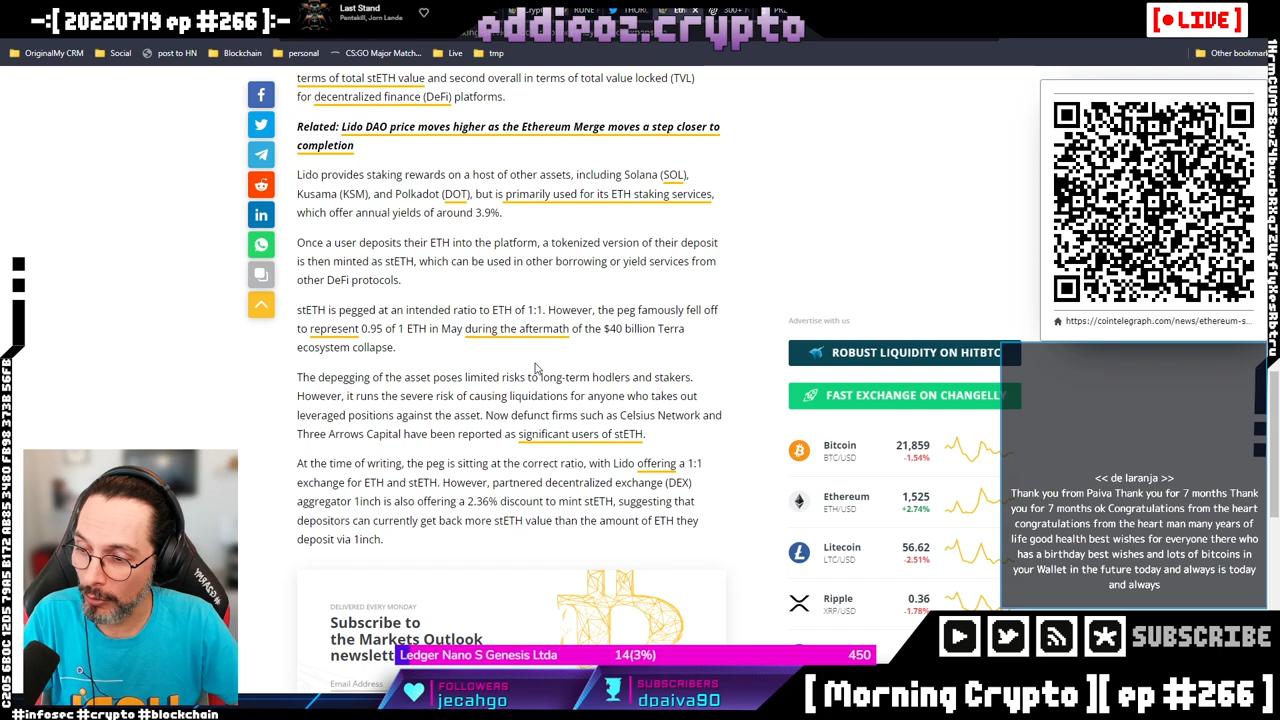 -:[ 20220719 ep #266 ]:-
Last Stand
Pentakill, Jorn Lande
RUNE
THOR
300+
eddieoz.crypto
[ ● LIVE ]
OriginalMy CRM
Social
post to HN
Blockchain
personal
CS:GO Major Match...
Live
tmp
Other bookmar
terms of total stETH value and second overall in terms of total value locked (TVL)
for decentralized finance (DeFi) platforms.
Related: Lido DAO price moves higher as the Ethereum Merge moves a step closer to
completion
Lido provides staking rewards on a host of other assets, including Solana (SOL),
Kusama (KSM), and Polkadot (DOT), but is primarily used for its ETH staking services,
which offer annual yields of around 3.9%.
Once a user deposits their ETH into the platform, a tokenized version of their deposit
is then minted as stETH, which can be used in other borrowing or yield services from
other DeFi protocols.
stETH is pegged at an intended ratio to ETH of 1:1. However, the peg famously fell off
to represent 0.95 of 1 ETH in May during the aftermath of the $40 billion Terra
ecosystem collapse.
The depegging of the asset poses limited risks to long-term hodlers and stakers.
However, it runs the severe risk of causing liquidations for anyone who takes out
leveraged positions against the asset. Now defunct firms such as Celsius Network and
Three Arrows Capital have been reported as significant users of stETH.
At the time of writing, the peg is sitting at the correct ratio, with Lido offering a 1:1
exchange for ETH and stETH. However, partnered decentralized exchange (DEX)
aggregator 1inch is also offering a 2.36% discount to mint stETH, suggesting that
depositors can currently get back more stETH value than the amount of ETH they
deposit via 1inch.
DELIVERED EVERY MONDAY
Subscribe to
the Markets Outlook
newslett
Email Address
https://cointelegraph.com/news/ethereum-s...
Advertise with us
ROBUST LIQUIDITY ON HITBTC
FAST EXCHANGE ON CHANGELLY
Bitcoin 21,859
BTC/USD -1.54%
Ethereum 1,525
ETH/USD +2.74%
Litecoin 56.62
LTC/USD -2.51%
Ripple 0.36
XRP/USD -1.78%
<< de laranja >>
Thank you from Paiva Thank you for 7 months Thank
you for 7 months ok Congratulations from the heart
congratulations from the heart man many years of
life good health best wishes for everyone there who
has a birthday best wishes and lots of bitcoins in
your Wallet in the future today and always is today
and always
Ledger Nano S Genesis Ltda 14(3%) 450
FOLLOWERS
jecahgo
SUBSCRIBERS
dpaiva90
SUBSCRIBE
[ Morning Crypto ][ ep #266 ]
#infosec #crypto #blockchain